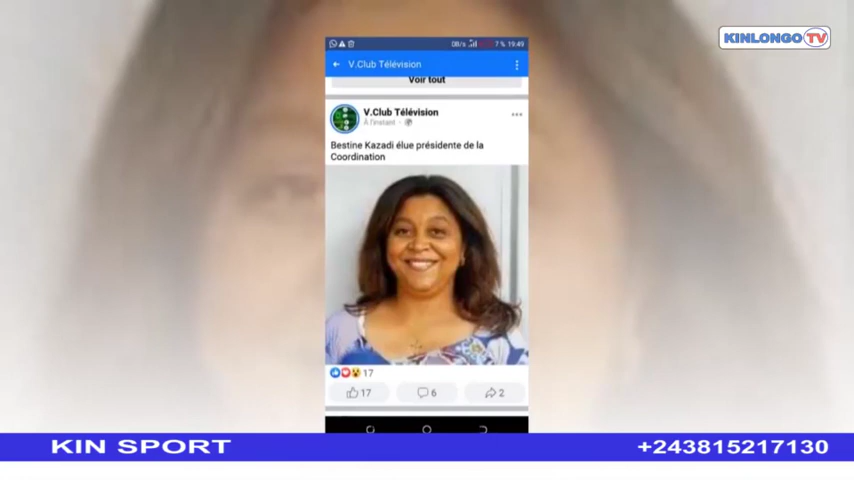 KINLONGO TV
DB/s 7 % 19:49
V.Club Télévision
Voir tout
V.Club Télévision
À l'instant
Bestine Kazadi élue présidente de la
Coordination
17
17
6
2
KIN SPORT
+243815217130